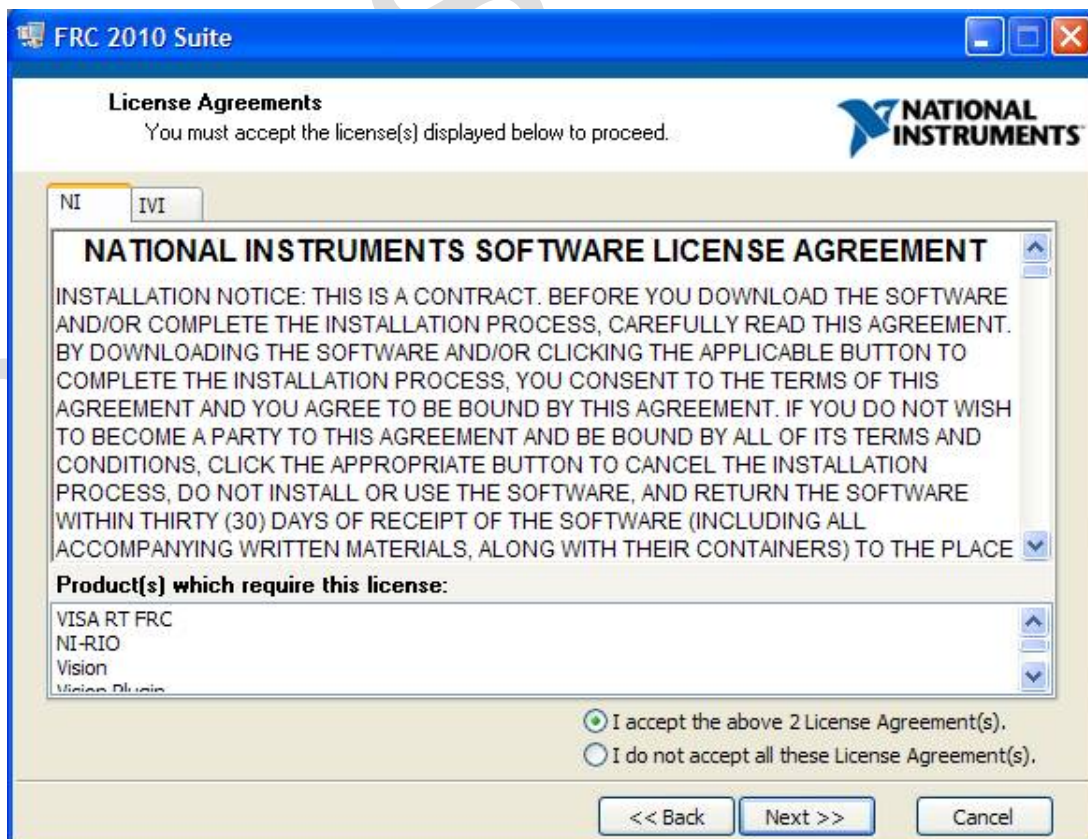 FRC 2010 Suite
License Agreements
You must accept the license(s) displayed below to proceed.
NATIONAL
INSTRUMENTS
NI
IVI
NATIONAL INSTRUMENTS SOFTWARE LICENSE AGREEMENT
INSTALLATION NOTICE: THIS IS A CONTRACT. BEFORE YOU DOWNLOAD THE SOFTWARE
AND/OR COMPLETE THE INSTALLATION PROCESS, CAREFULLY READ THIS AGREEMENT.
BY DOWNLOADING THE SOFTWARE AND/OR CLICKING THE APPLICABLE BUTTON TO
COMPLETE THE INSTALLATION PROCESS, YOU CONSENT TO THE TERMS OF THIS
AGREEMENT AND YOU AGREE TO BE BOUND BY THIS AGREEMENT. IF YOU DO NOT WISH
TO BECOME A PARTY TO THIS AGREEMENT AND BE BOUND BY ALL OF ITS TERMS AND
CONDITIONS, CLICK THE APPROPRIATE BUTTON TO CANCEL THE INSTALLATION
PROCESS, DO NOT INSTALL OR USE THE SOFTWARE, AND RETURN THE SOFTWARE
WITHIN THIRTY (30) DAYS OF RECEIPT OF THE SOFTWARE (INCLUDING ALL
ACCOMPANYING WRITTEN MATERIALS, ALONG WITH THEIR CONTAINERS) TO THE PLACE
Product(s) which require this license:
VISA RT FRC
NI-RIO
Vision
Vision Plugin
I accept the above 2 License Agreement(s).
I do not accept all these License Agreement(s).
<< Back
Next >>
Cancel